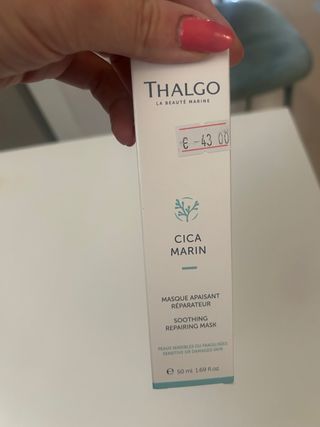 THALGO
LA BEAUTÉ MARINE
€ -43 00
CICA
MARIN
MASQUE APAISANT
RÉPARATEUR
SOOTHING
REPAIRING MASK
PEAUX SENSIBLES OU FRAGILISÉES
SENSITIVE OR DAMAGED SKIN
℮ 50 ml 1.69 fl.oz